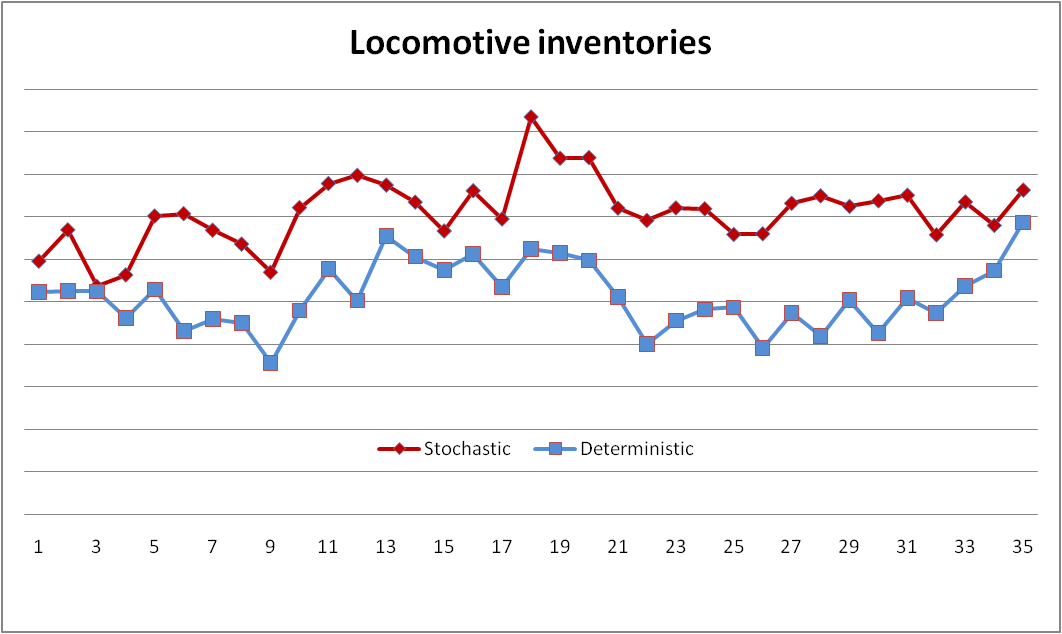 Locomotive inventories
Stochastic Deterministic
1 3 5 7 9 11 13 15 17 19 21 23 25 27 29 31 33 35